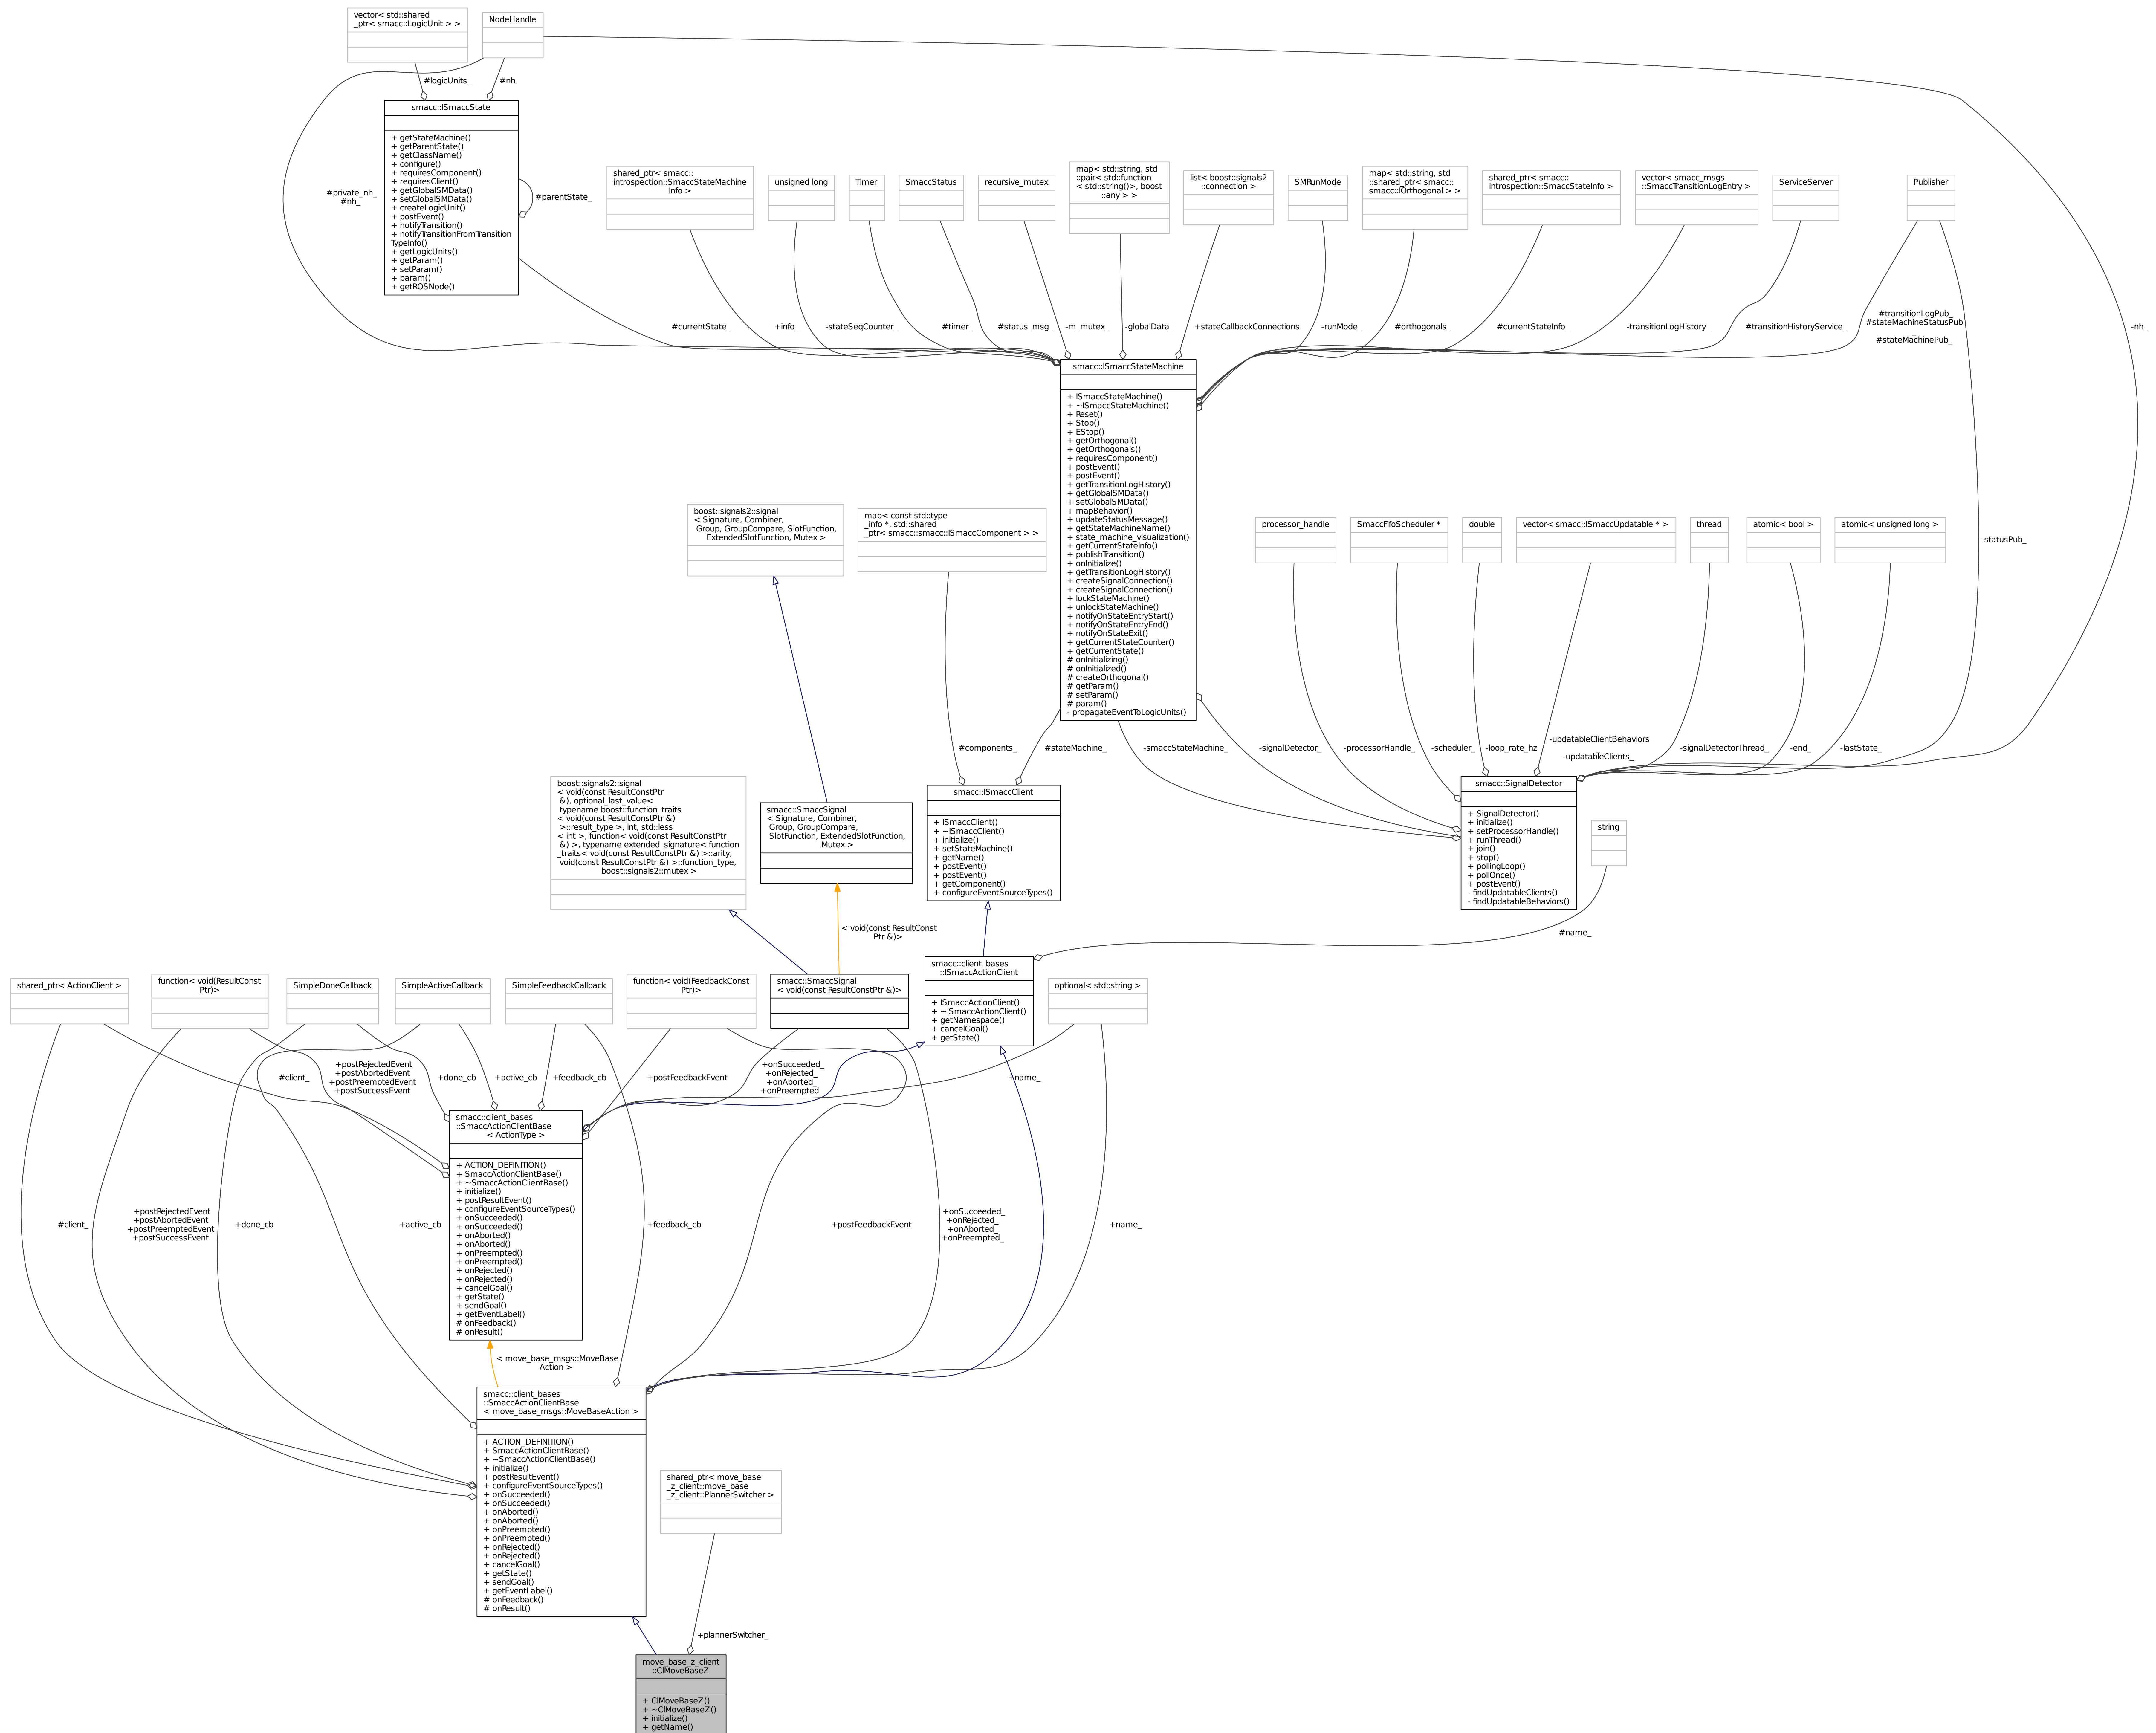 vector< std::shared
_ptr< smacc::LogicUnit > >
NodeHandle
#logicUnits_
#nh
smacc::ISmaccState
+ getStateMachine()
+ getParentState()
+ getClassName()
+ configure()
+ requiresComponent()
+ requiresClient()
+ getGlobalSMData()
+ setGlobalSMData()
+ createLogicUnit()
+ postEvent()
+ notifyTransition()
+ notifyTransitionFromTransition
TypeInfo()
+ getLogicUnits()
+ getParam()
+ setParam()
+ param()
+ getROSNode()
#private_nh_
#nh_
#parentState_
shared_ptr< smacc::
introspection::SmaccStateMachine
Info >
unsigned long
Timer
SmaccStatus
recursive_mutex
map< std::string, std
::pair< std::function
< std::string()>, boost
::any > >
list< boost::signals2
::connection >
SMRunMode
map< std::string, std
::shared_ptr< smacc::
smacc::IOrthogonal > >
shared_ptr< smacc::
introspection::SmaccStateInfo >
vector< smacc_msgs
::SmaccTransitionLogEntry >
ServiceServer
Publisher
#currentState_
+info_
-stateSeqCounter_
#timer_
#status_msg_
-m_mutex_
-globalData_
+stateCallbackConnections
-runMode_
#orthogonals_
#currentStateInfo_
-transitionLogHistory_
#transitionHistoryService_
#transitionLogPub_
#stateMachineStatusPub
_
#stateMachinePub_
-nh_
smacc::ISmaccStateMachine
+ ISmaccStateMachine()
+ ~ISmaccStateMachine()
+ Reset()
+ Stop()
+ EStop()
+ getOrthogonal()
+ getOrthogonals()
+ requiresComponent()
+ postEvent()
+ postEvent()
+ getTransitionLogHistory()
+ getGlobalSMData()
+ setGlobalSMData()
+ mapBehavior()
+ updateStatusMessage()
+ getStateMachineName()
+ state_machine_visualization()
+ getCurrentStateInfo()
+ publishTransition()
+ onInitialize()
+ getTransitionLogHistory()
+ createSignalConnection()
+ createSignalConnection()
+ lockStateMachine()
+ unlockStateMachine()
+ notifyOnStateEntryStart()
+ notifyOnStateEntryEnd()
+ notifyOnStateExit()
+ getCurrentStateCounter()
+ getCurrentState()
# onInitializing()
# onInitialized()
# createOrthogonal()
# getParam()
# setParam()
# param()
- propagateEventToLogicUnits()
boost::signals2::signal
< Signature, Combiner,
Group, GroupCompare, SlotFunction,
ExtendedSlotFunction, Mutex >
map< const std::type
_info *, std::shared
_ptr< smacc::smacc::ISmaccComponent > >
processor_handle
SmaccFifoScheduler *
double
vector< smacc::ISmaccUpdatable * >
thread
atomic< bool >
atomic< unsigned long >
-statusPub_
#components_
#stateMachine_
-smaccStateMachine_
-signalDetector_
-processorHandle_
-scheduler_
-loop_rate_hz
-updatableClientBehaviors
_
-updatableClients_
-signalDetectorThread_
-end_
-lastState_
boost::signals2::signal
< void(const ResultConstPtr
&), optional_last_value<
typename boost::function_traits
< void(const ResultConstPtr &)
>::result_type >, int, std::less
< int >, function< void(const ResultConstPtr
&) >, typename extended_signature< function
_traits< void(const ResultConstPtr &) >::arity,
void(const ResultConstPtr &) >::function_type,
boost::signals2::mutex >
smacc::SmaccSignal
< Signature, Combiner,
Group, GroupCompare,
SlotFunction, ExtendedSlotFunction,
Mutex >
smacc::ISmaccClient
+ ISmaccClient()
+ ~ISmaccClient()
+ initialize()
+ setStateMachine()
+ getName()
+ postEvent()
+ postEvent()
+ getComponent()
+ configureEventSourceTypes()
smacc::SignalDetector
+ SignalDetector()
+ initialize()
+ setProcessorHandle()
+ runThread()
+ join()
+ stop()
+ pollingLoop()
+ pollOnce()
+ postEvent()
- findUpdatableClients()
- findUpdatableBehaviors()
string
< void(const ResultConst
Ptr &)>
#name_
shared_ptr< ActionClient >
function< void(ResultConst
Ptr)>
SimpleDoneCallback
SimpleActiveCallback
SimpleFeedbackCallback
function< void(FeedbackConst
Ptr)>
smacc::SmaccSignal
< void(const ResultConstPtr &)>
smacc::client_bases
::ISmaccActionClient
+ ISmaccActionClient()
+ ~ISmaccActionClient()
+ getNamespace()
+ cancelGoal()
+ getState()
optional< std::string >
#client_
+postRejectedEvent
+postAbortedEvent
+postPreemptedEvent
+postSuccessEvent
+done_cb
+active_cb
+feedback_cb
+postFeedbackEvent
+onSucceeded_
+onRejected_
+onAborted_
+onPreempted_
+name_
smacc::client_bases
::SmaccActionClientBase
< ActionType >
+ ACTION_DEFINITION()
+ SmaccActionClientBase()
+ ~SmaccActionClientBase()
+ initialize()
+ postResultEvent()
+ configureEventSourceTypes()
+ onSucceeded()
+ onSucceeded()
+ onAborted()
+ onAborted()
+ onPreempted()
+ onPreempted()
+ onRejected()
+ onRejected()
+ cancelGoal()
+ getState()
+ sendGoal()
+ getEventLabel()
# onFeedback()
# onResult()
#client_
+postRejectedEvent
+postAbortedEvent
+postPreemptedEvent
+postSuccessEvent
+done_cb
+active_cb
+feedback_cb
+postFeedbackEvent
+onSucceeded_
+onRejected_
+onAborted_
+onPreempted_
+name_
< move_base_msgs::MoveBase
Action >
smacc::client_bases
::SmaccActionClientBase
< move_base_msgs::MoveBaseAction >
+ ACTION_DEFINITION()
+ SmaccActionClientBase()
+ ~SmaccActionClientBase()
+ initialize()
+ postResultEvent()
+ configureEventSourceTypes()
+ onSucceeded()
+ onSucceeded()
+ onAborted()
+ onAborted()
+ onPreempted()
+ onPreempted()
+ onRejected()
+ onRejected()
+ cancelGoal()
+ getState()
+ sendGoal()
+ getEventLabel()
# onFeedback()
# onResult()
shared_ptr< move_base
_z_client::move_base
_z_client::PlannerSwitcher >
+plannerSwitcher_
move_base_z_client
::ClMoveBaseZ
+ ClMoveBaseZ()
+ ~ClMoveBaseZ()
+ initialize()
+ getName()